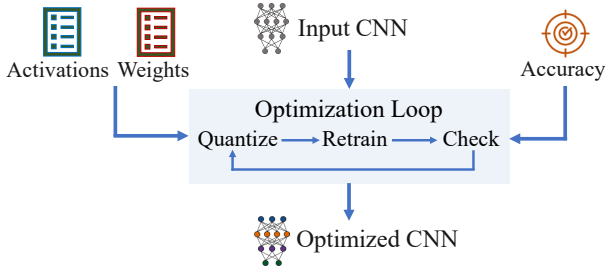 Input CNN
Activations Weights
Accuracy
Optimization Loop
Quantize Retrain Check
Optimized CNN